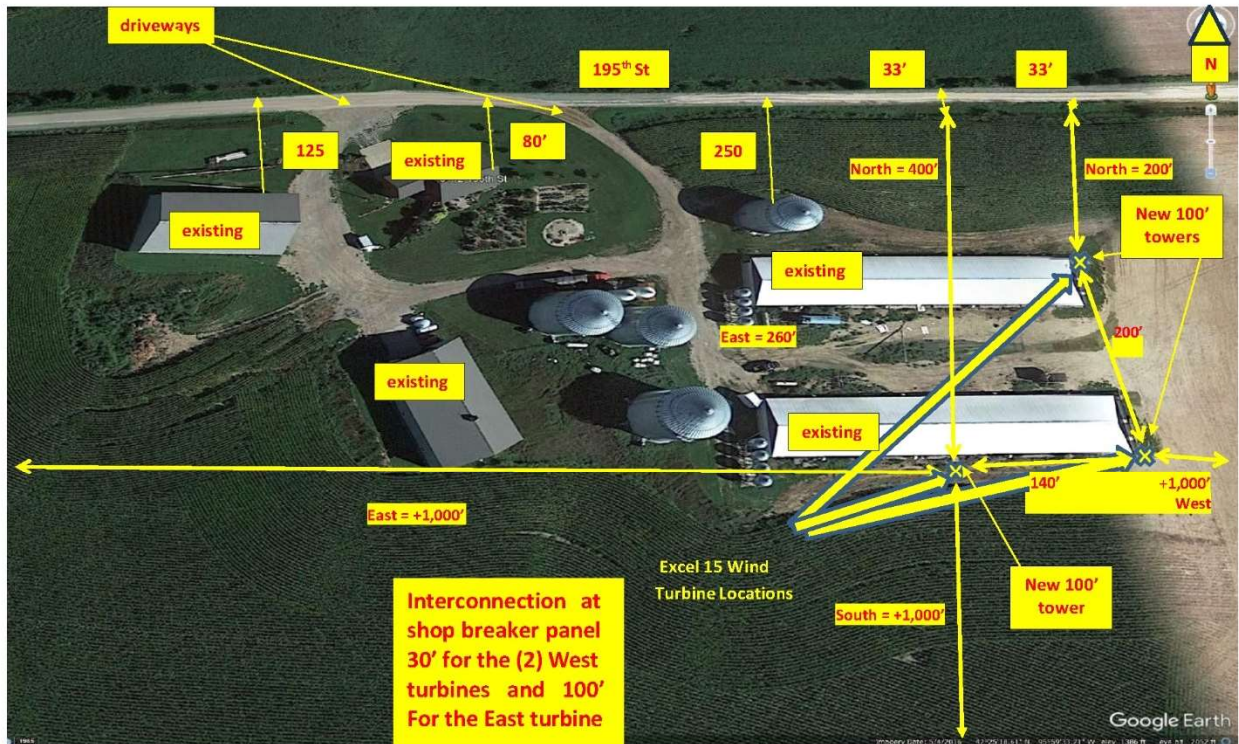 driveways
195th St
33'
33'
N
125
existing
80'
250
North = 400'
North = 200'
existing
New 100'
towers
existing
East = 260'
200'
existing
existing
140' +1,000'
West
East = +1,000'
Excel 15 Wind
Turbine Locations
New 100'
tower
South = +1,000'
Interconnection at
shop breaker panel
30' for the (2) West
turbines and 100'
For the East turbine
Google Earth
1985